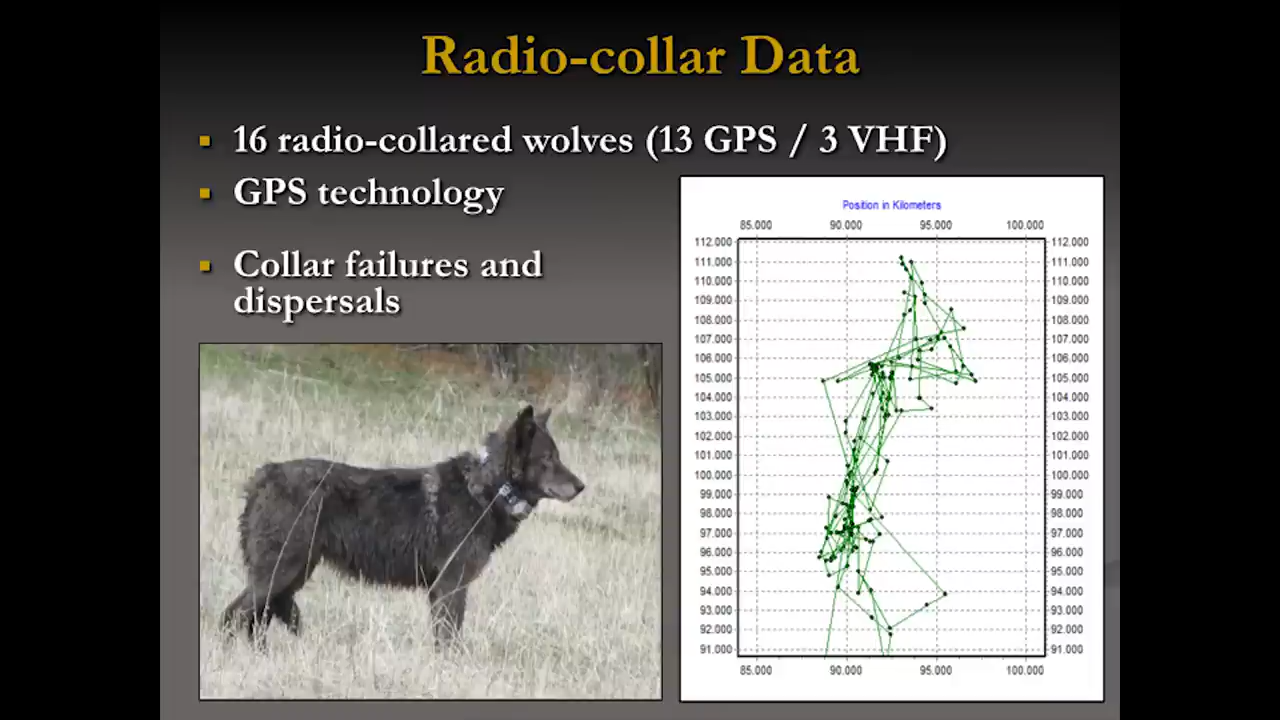 Radio-collar Data
▪ 16 radio-collared wolves (13 GPS / 3 VHF)
▪ GPS technology
▪ Collar failures and
dispersals
Position in Kilometers
85.000 90.000 95.000 100.000
112.000 112.000
111.000 111.000
110.000 110.000
109.000 109.000
108.000 108.000
107.000 107.000
106.000 106.000
105.000 105.000
104.000 104.000
103.000 103.000
102.000 102.000
101.000 101.000
100.000 100.000
99.000 99.000
98.000 98.000
97.000 97.000
96.000 96.000
95.000 95.000
94.000 94.000
93.000 93.000
92.000 92.000
91.000 91.000
85.000 90.000 95.000 100.000